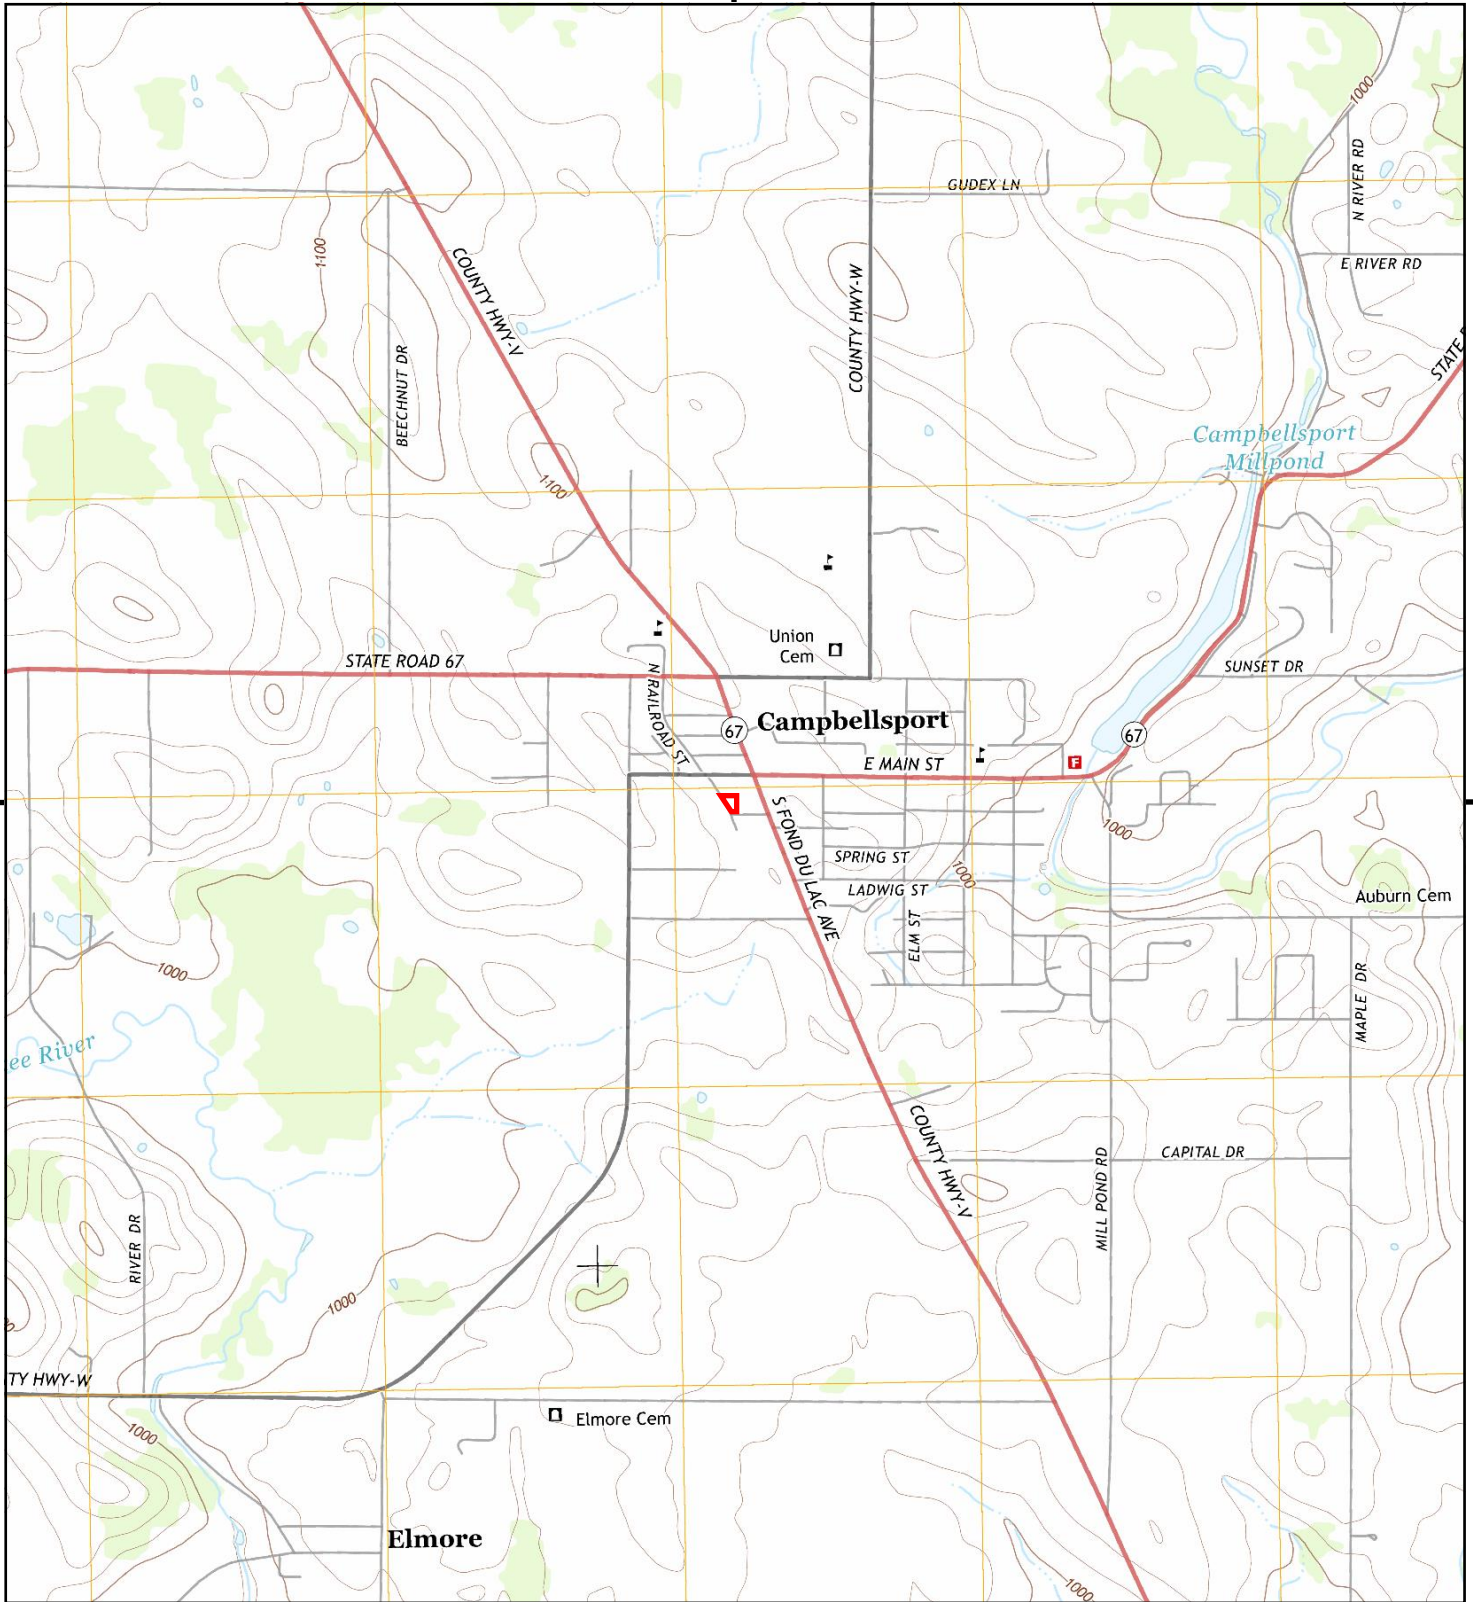 1000
N RIVER RD
GUDEX LN
E RIVER RD
1100
COUNTY HWY-V
COUNTY HWY-W
BEECHNUT DR
STATE
Campbellsport
Millpond
1100
Union
Cem
STATE ROAD 67
N RAILROAD ST
SUNSET DR
67
Campbellsport
67
E MAIN ST
F
S FOND DU LAC AVE
1000
SPRING ST
1000
LADWIG ST
Auburn Cem
ELM ST
1000
MAPLE DR
ee River
COUNTY HWY-V
CAPITAL DR
MILL POND RD
RIVER DR
1000
TY HWY-W
Elmore Cem
1000
Elmore
1000